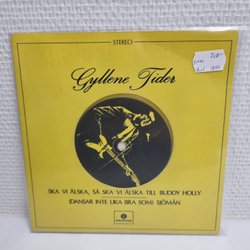 STEREO
Gyllene Tider
SKA VI ÄLSKA, SÅ SKA VI ÄLSKA TILL BUDDY HOLLY
(DANSAR INTE LIKA BRA SOM) SJÖMÄN